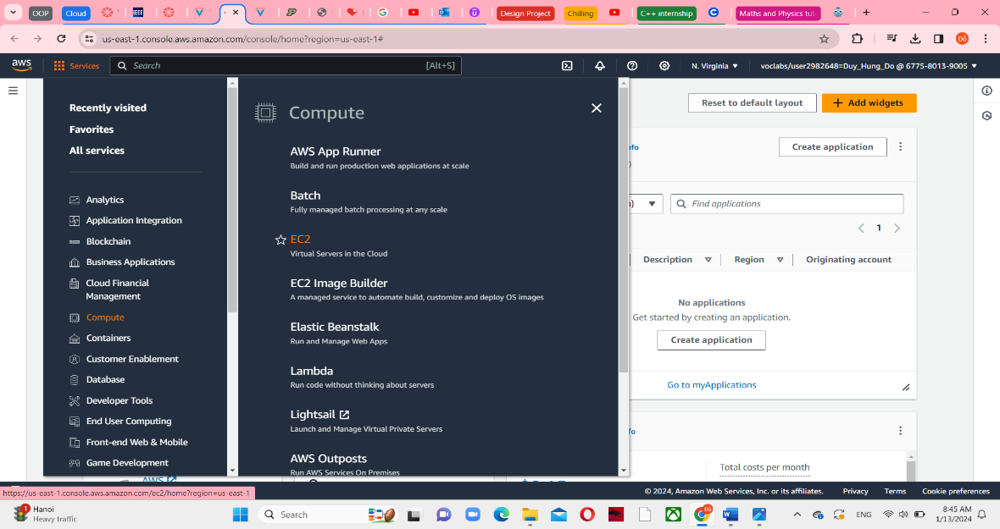 OOP
Cloud
IEEE
Design Project
Chilling
C++ internship
Maths and Physics tut
us-east-1.console.aws.amazon.com/console/home?region=us-east-1#
aws
Services
Search
[Alt+S]
N. Virginia
voclabs/user2982648=Duy_Hung_Do @ 6775-8013-9005
Recently visited
Favorites
All services
Analytics
Application Integration
Blockchain
Business Applications
Cloud Financial
Management
Compute
Containers
Customer Enablement
Database
Developer Tools
End User Computing
Front-end Web & Mobile
Game Development
Compute
AWS App Runner
Build and run production web applications at scale
Batch
Fully managed batch processing at any scale
EC2
Virtual Servers in the Cloud
EC2 Image Builder
A managed service to automate build, customize and deploy OS images
Elastic Beanstalk
Run and Manage Web Apps
Lambda
Run code without thinking about servers
Lightsail
Launch and Manage Virtual Private Servers
AWS Outposts
Run AWS Services On Premises
Reset to default layout
+ Add widgets
nfo
Create application
)
n)
Find applications
1
Description
Region
Originating account
No applications
Get started by creating an application.
Create application
Go to myApplications
fo
Total costs per month
AWS
https://us-east-1.console.aws.amazon.com/ec2/home?region=us-east-1
© 2024, Amazon Web Services, Inc. or its affiliates.
Privacy
Terms
Cookie preferences
1
Hanoi
Heavy traffic
Search
ENG
8:45 AM
1/13/2024